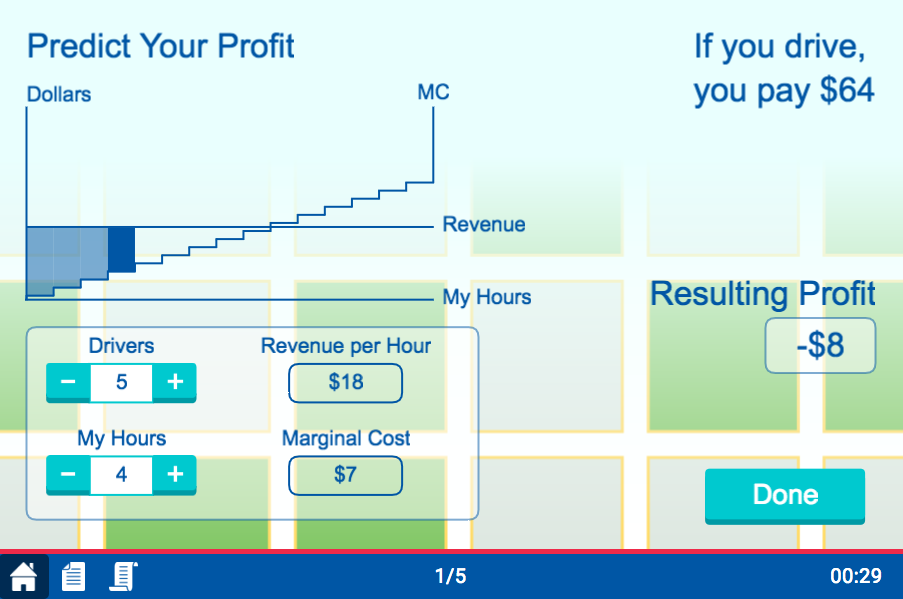 Predict Your Profit
If you drive,
you pay $64
Dollars
MC
Revenue
My Hours
Resulting Profit
-$8
Drivers
Revenue per Hour
− 5 +
$18
My Hours
Marginal Cost
− 4 +
$7
Done
1/5
00:29